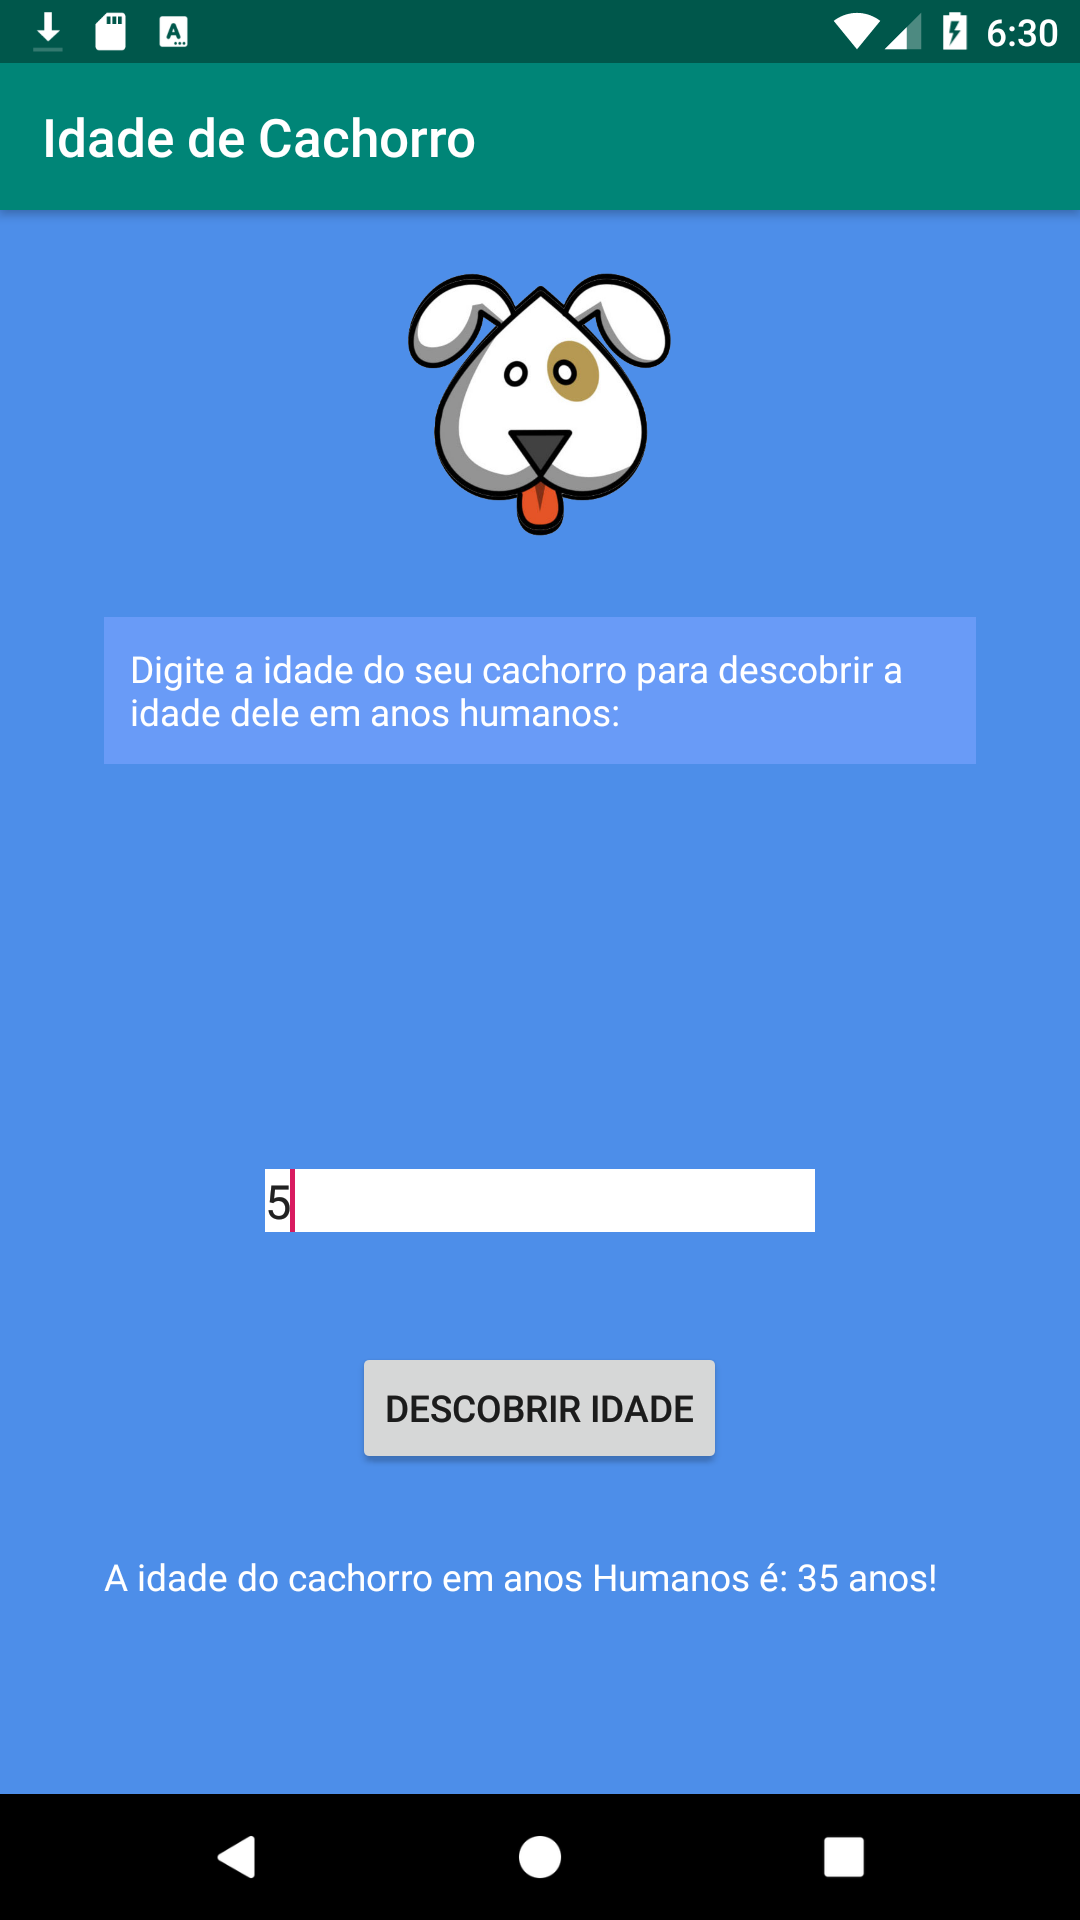 6:30
Idade de Cachorro
Digite a idade do seu cachorro para descobrir a
idade dele em anos humanos:
5
DESCOBRIR IDADE
A idade do cachorro em anos Humanos é: 35 anos!